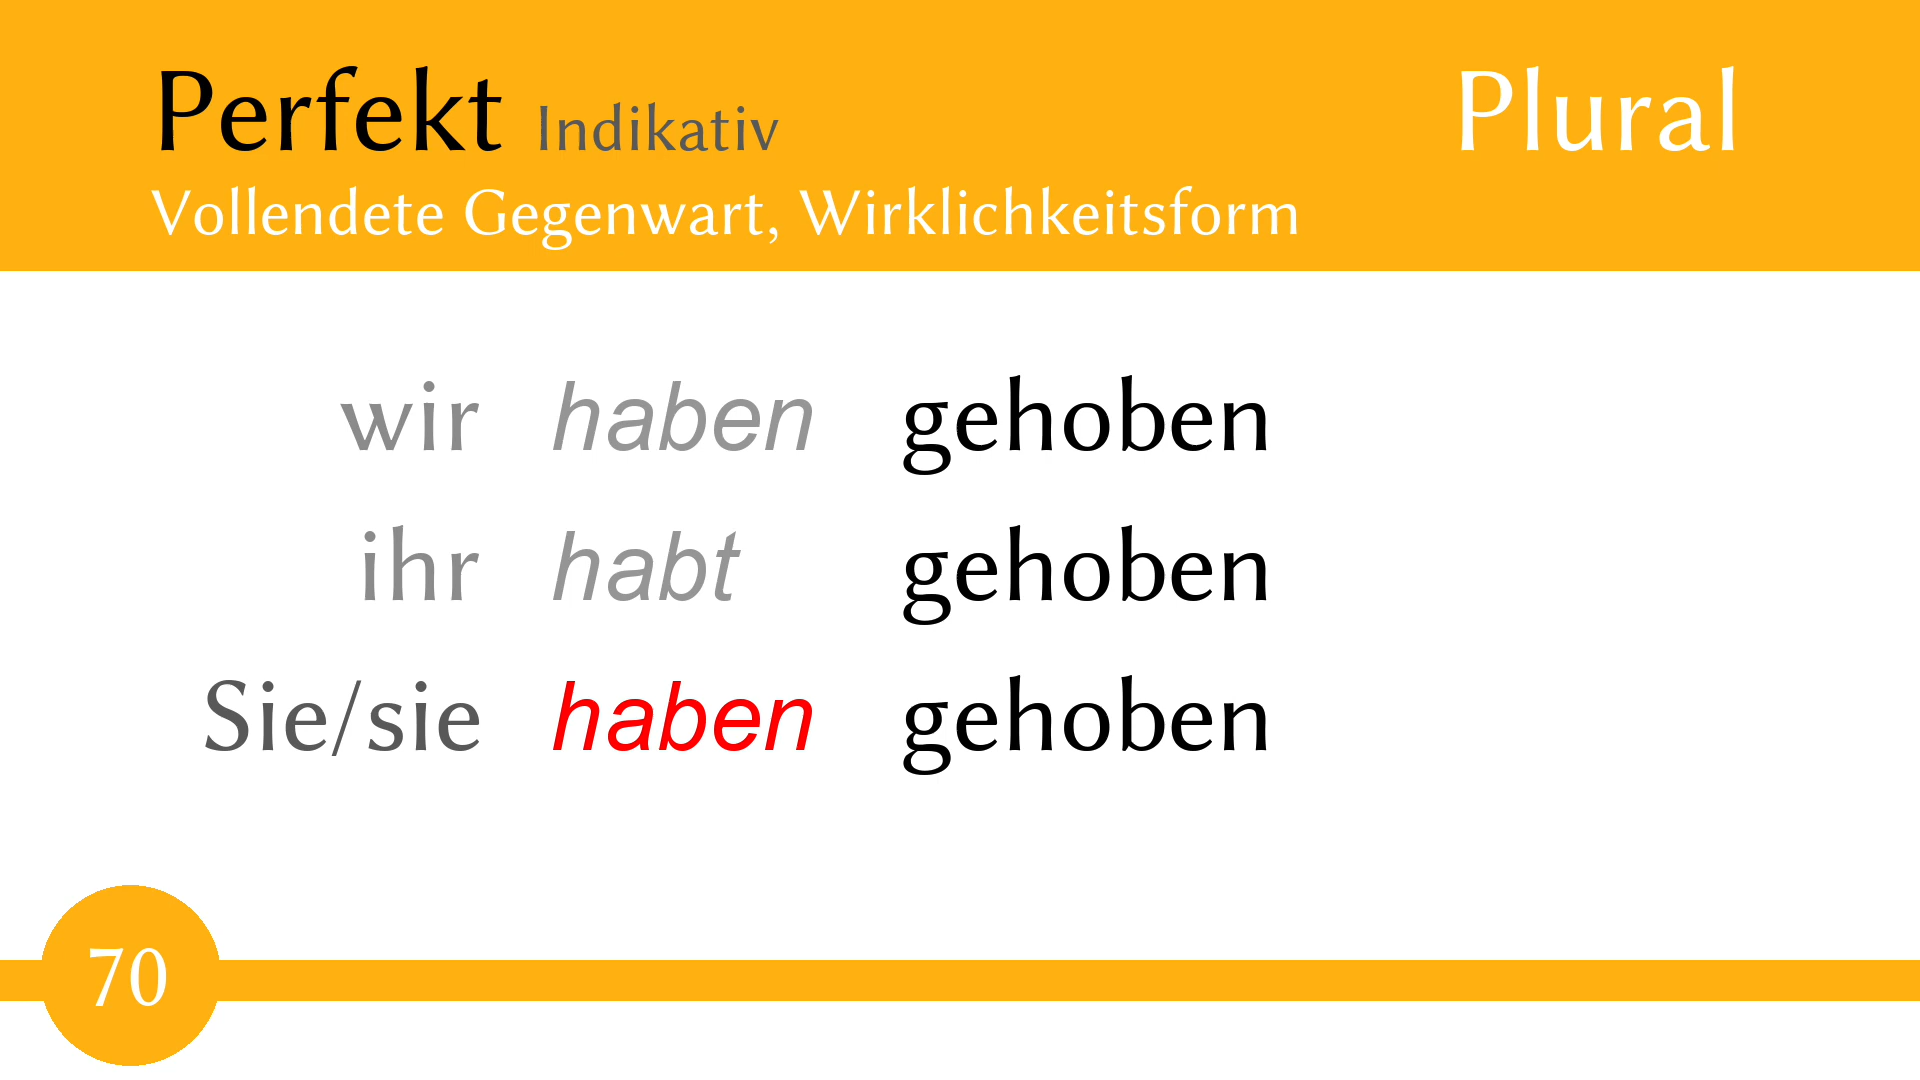 Perfekt Indikativ Plural
Vollendete Gegenwart, Wirklichkeitsform
wir haben gehoben
ihr habt gehoben
Sie/sie haben gehoben
70